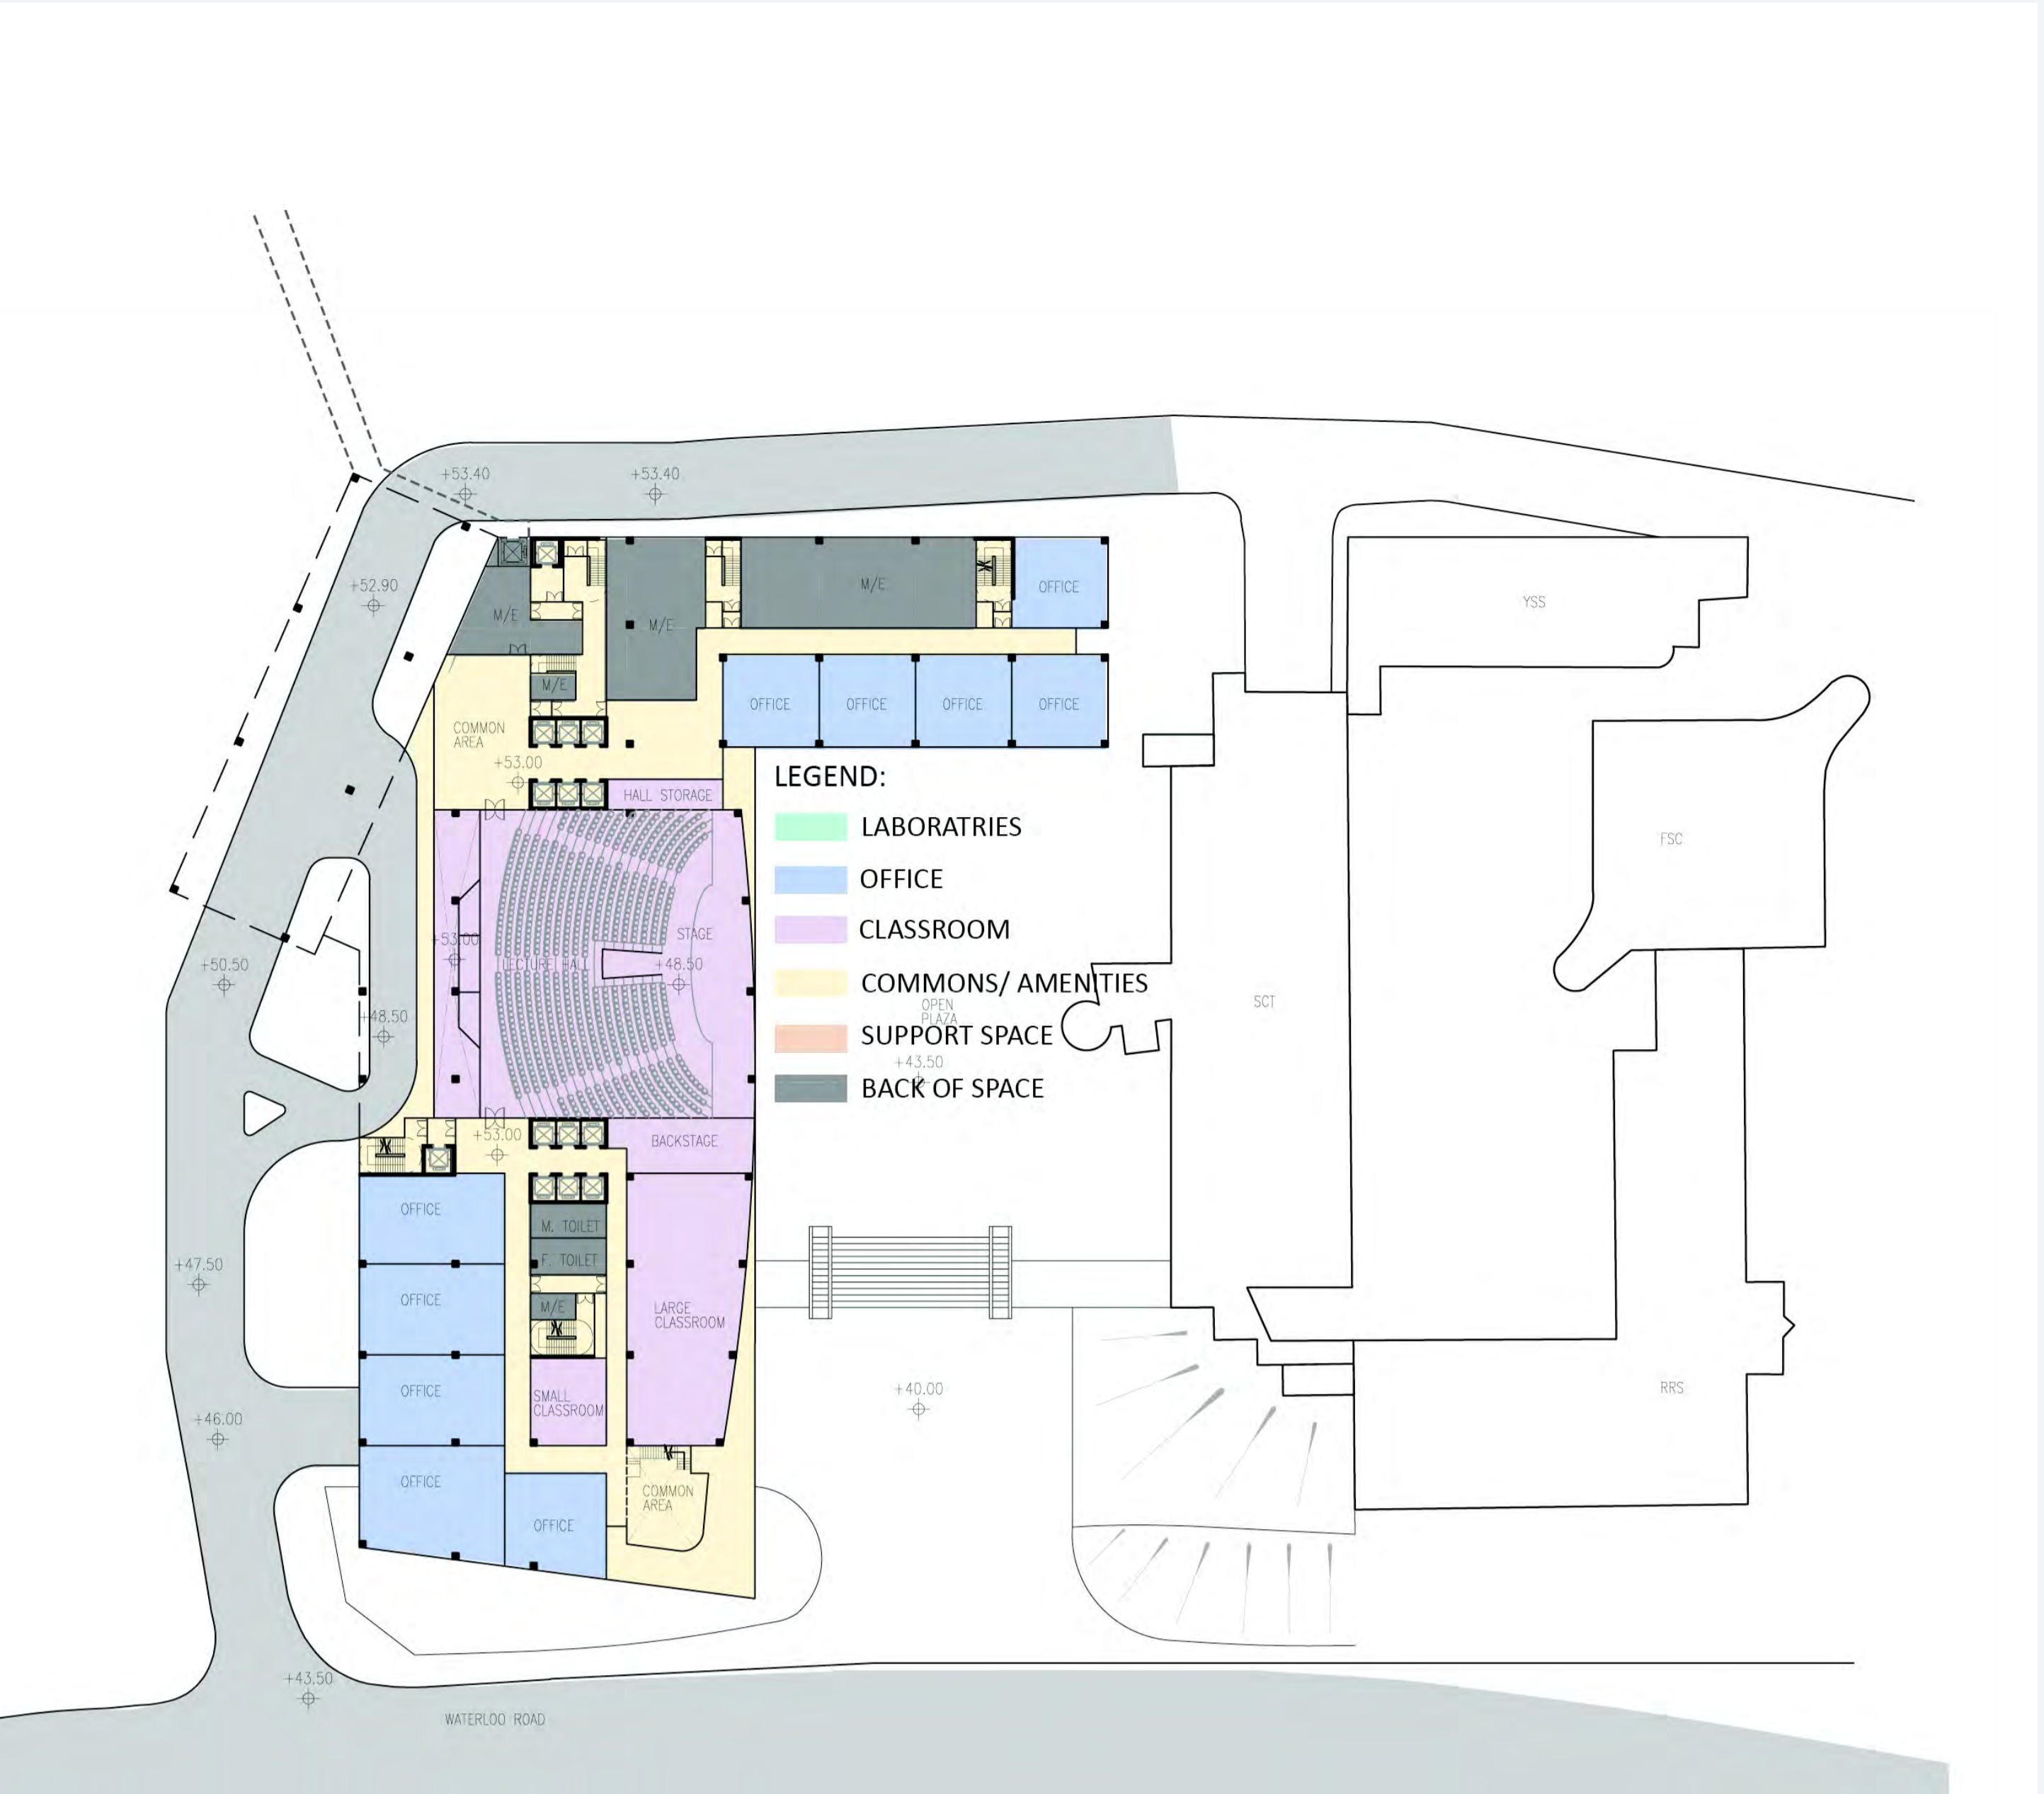 +53.40
+53.40
+52.90
M/E
M/E
M/E
M/E
OFFICE
YSS
OFFICE
OFFICE
OFFICE
OFFICE
COMMON
AREA
+53.00
HALL STORAGE
LEGEND:
LABORATRIES
OFFICE
CLASSROOM
COMMONS/ AMENITIES
SUPPORT SPACE
BACK OF SPACE
FSC
STAGE
+53.00
LECTURE HALL
+48.50
+50.50
+48.50
OPEN
PLAZA
+43.50
SCT
+53.00
BACKSTAGE
OFFICE
M. TOILET
F. TOILET
+47.50
OFFICE
M/E
LARGE
CLASSROOM
OFFICE
SMALL
CLASSROOM
+40.00
RRS
+46.00
OFFICE
COMMON
AREA
OFFICE
+43.50
WATERLOO ROAD